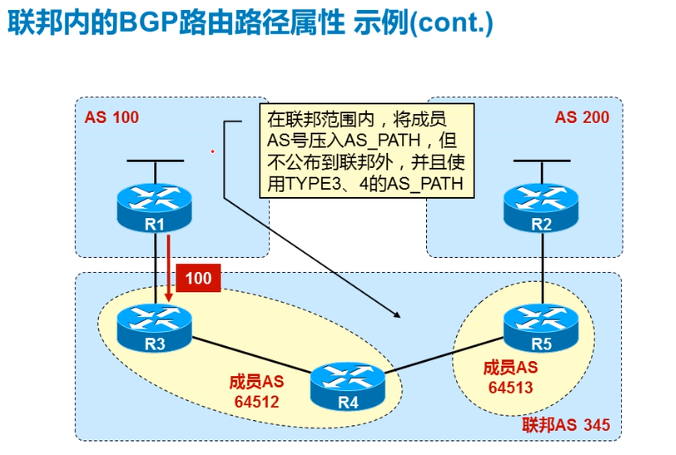 联邦内的BGP路由路径属性 示例(cont.)
AS 100
在联邦范围内，将成员
AS号压入AS_PATH，但
不公布到联邦外，并且使
用TYPE3、4的AS_PATH
AS 200
R1
R2
100
R3
R5
成员AS
64512
R4
成员AS
64513
联邦AS 345